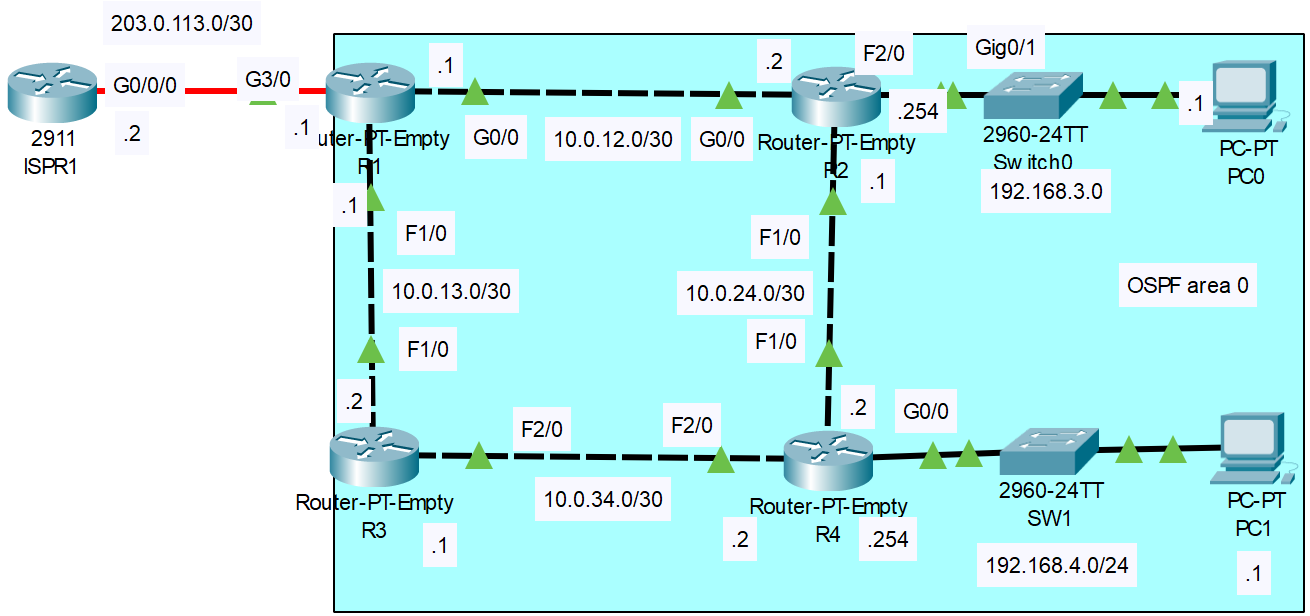 203.0.113.0/30
G0/0/0
G3/0
.2
.1
2911
ISPR1
.1
.2
F2/0
Gig0/1
.254
.1
uter-PT-Empty
R1
G0/0
10.0.12.0/30
G0/0
Router-PT-Empty
R2
2960-24TT
Switch0
PC-PT
PC0
.1
.1
192.168.3.0
F1/0
F1/0
10.0.13.0/30
10.0.24.0/30
OSPF area 0
F1/0
F1/0
.2
.2
F2/0
F2/0
G0/0
10.0.34.0/30
Router-PT-Empty
R3
.1
.2
Router-PT-Empty
R4
.254
2960-24TT
SW1
PC-PT
PC1
192.168.4.0/24
.1